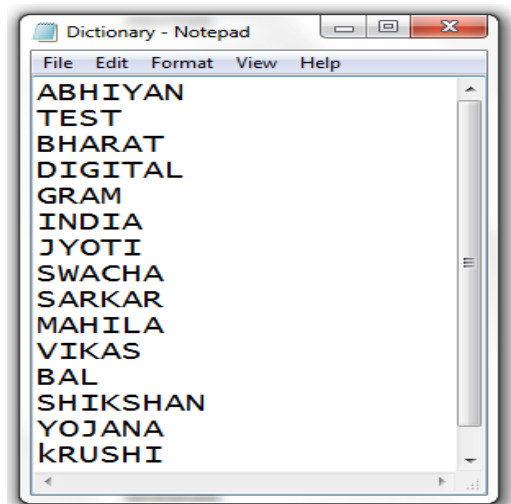 Dictionary - Notepad
File Edit Format View Help
ABHIYAN
TEST
BHARAT
DIGITAL
GRAM
INDIA
JYOTI
SWACHA
SARKAR
MAHILA
VIKAS
BAL
SHIKSHAN
YOJANA
kRUSHI